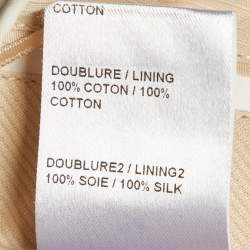 COTTON
DOUBLURE / LINING
100% COTON / 100%
COTTON
DOUBLURE2 / LINING2
100% SOIE / 100% SILK